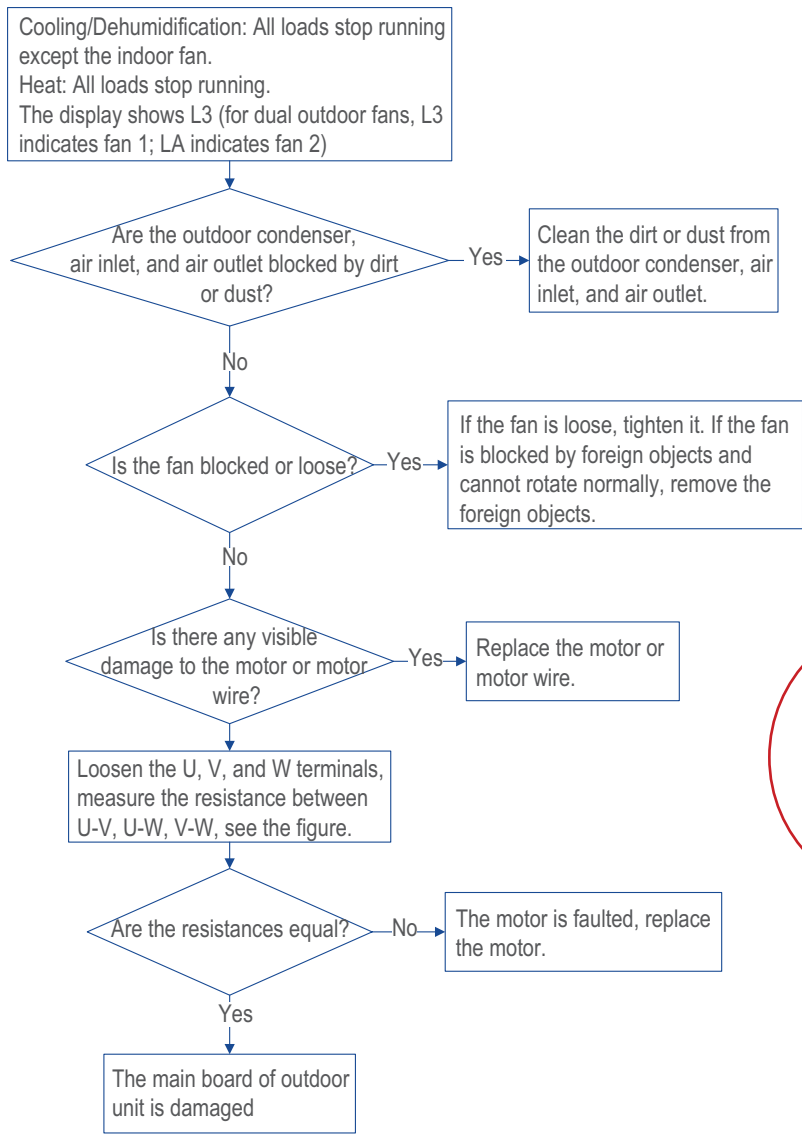 Cooling/Dehumidification: All loads stop running
except the indoor fan.
Heat: All loads stop running.
The display shows L3 (for dual outdoor fans, L3
indicates fan 1; LA indicates fan 2)
Are the outdoor condenser,
air inlet, and air outlet blocked by dirt
or dust?
Yes
Clean the dirt or dust from
the outdoor condenser, air
inlet, and air outlet.
No
Is the fan blocked or loose?
Yes
If the fan is loose, tighten it. If the fan
is blocked by foreign objects and
cannot rotate normally, remove the
foreign objects.
No
Is there any visible
damage to the motor or motor
wire?
Yes
Replace the motor or
motor wire.
Loosen the U, V, and W terminals,
measure the resistance between
U-V, U-W, V-W, see the figure.
Are the resistances equal?
No
The motor is faulted, replace
the motor.
Yes
The main board of outdoor
unit is damaged